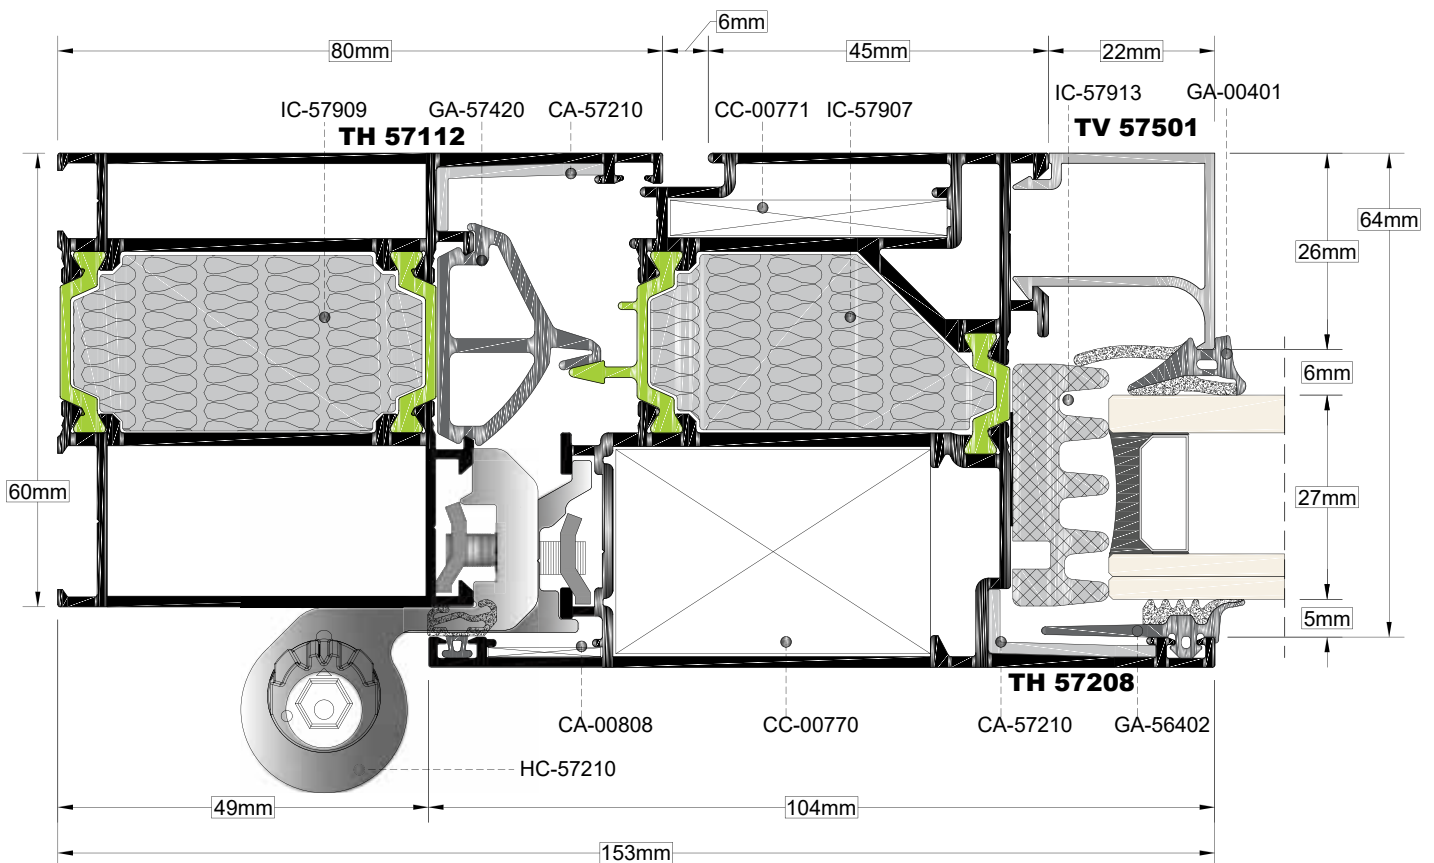 6mm
80mm
45mm
22mm
IC-57909
GA-57420
CA-57210
CC-00771
IC-57907
IC-57913
GA-00401
TH 57112
TV 57501
64mm
26mm
6mm
60mm
27mm
5mm
TH 57208
CA-00808
CC-00770
CA-57210
GA-56402
HC-57210
49mm
104mm
153mm